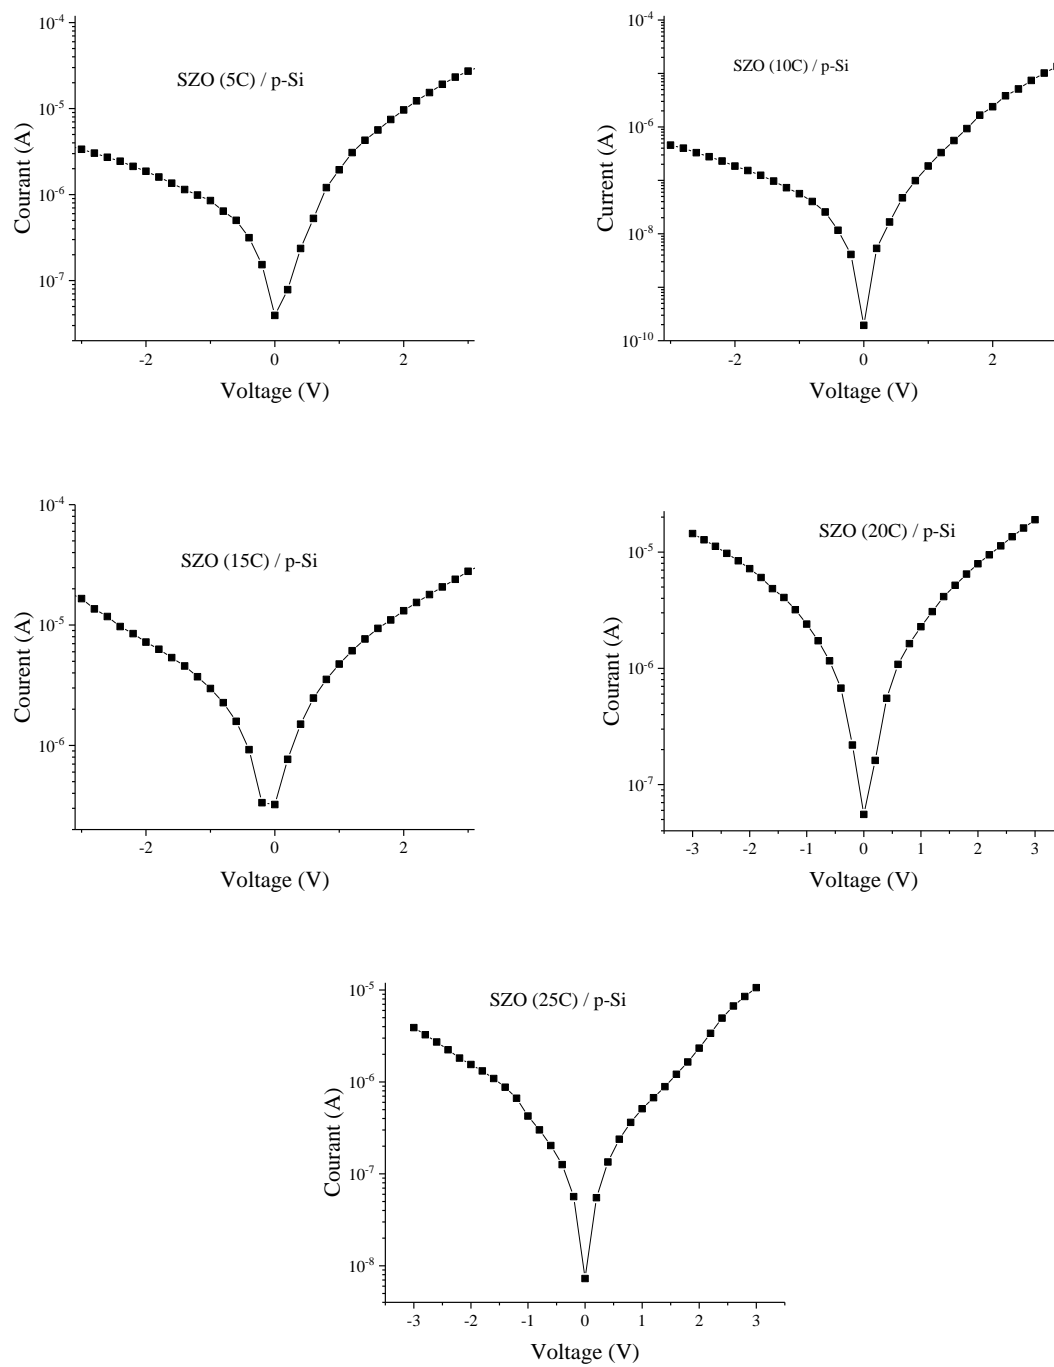 10^-4
SZO (5C) / p-Si
10^-5
Courant (A)
10^-6
10^-7
-2 0 2
Voltage (V)
10^-4
SZO (10C) / p-Si
10^-6
Current (A)
10^-8
10^-10
-2 0 2
Voltage (V)
10^-4
SZO (15C) / p-Si
10^-5
Courent (A)
10^-6
-2 0 2
Voltage (V)
SZO (20C) / p-Si
10^-5
Courant (A)
10^-6
10^-7
-3 -2 -1 0 1 2 3
Voltage (V)
10^-5
SZO (25C) / p-Si
10^-6
Courant (A)
10^-7
10^-8
-3 -2 -1 0 1 2 3
Voltage (V)